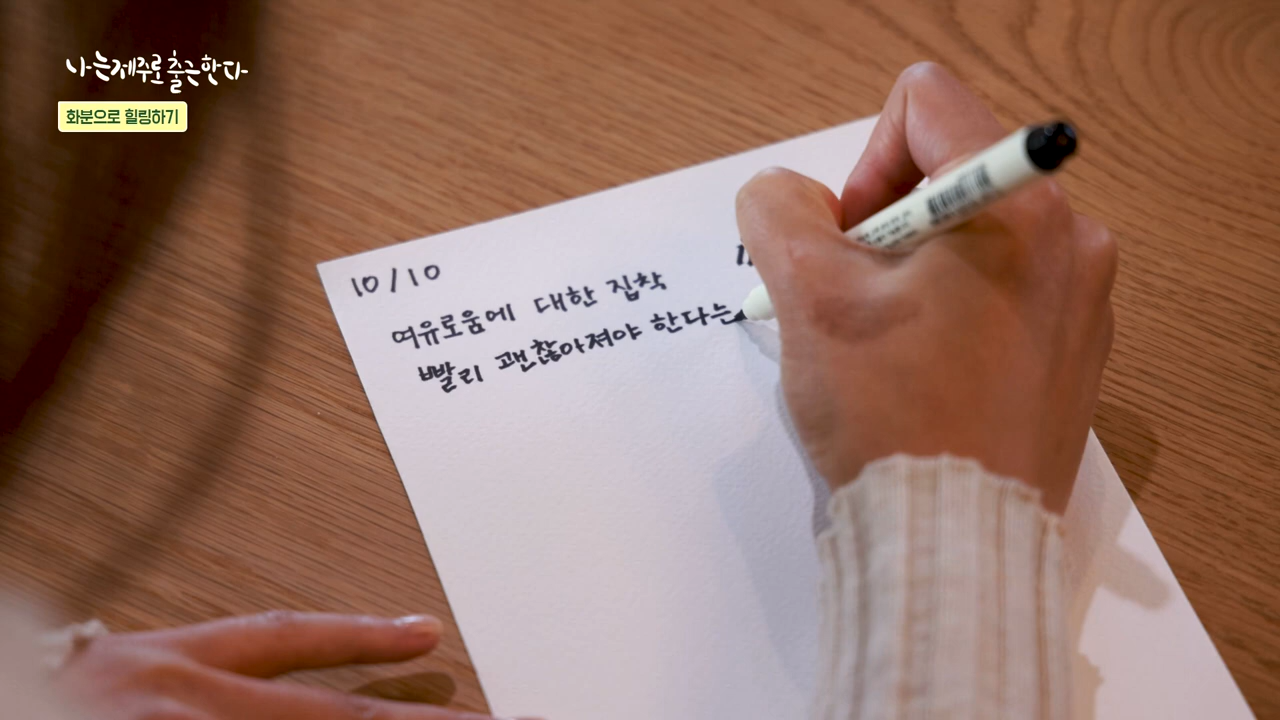 나는제주로출근한다
화분으로 힐링하기
10/10
여유로움에 대한 집착
빨리 괜찮아져야 한다는